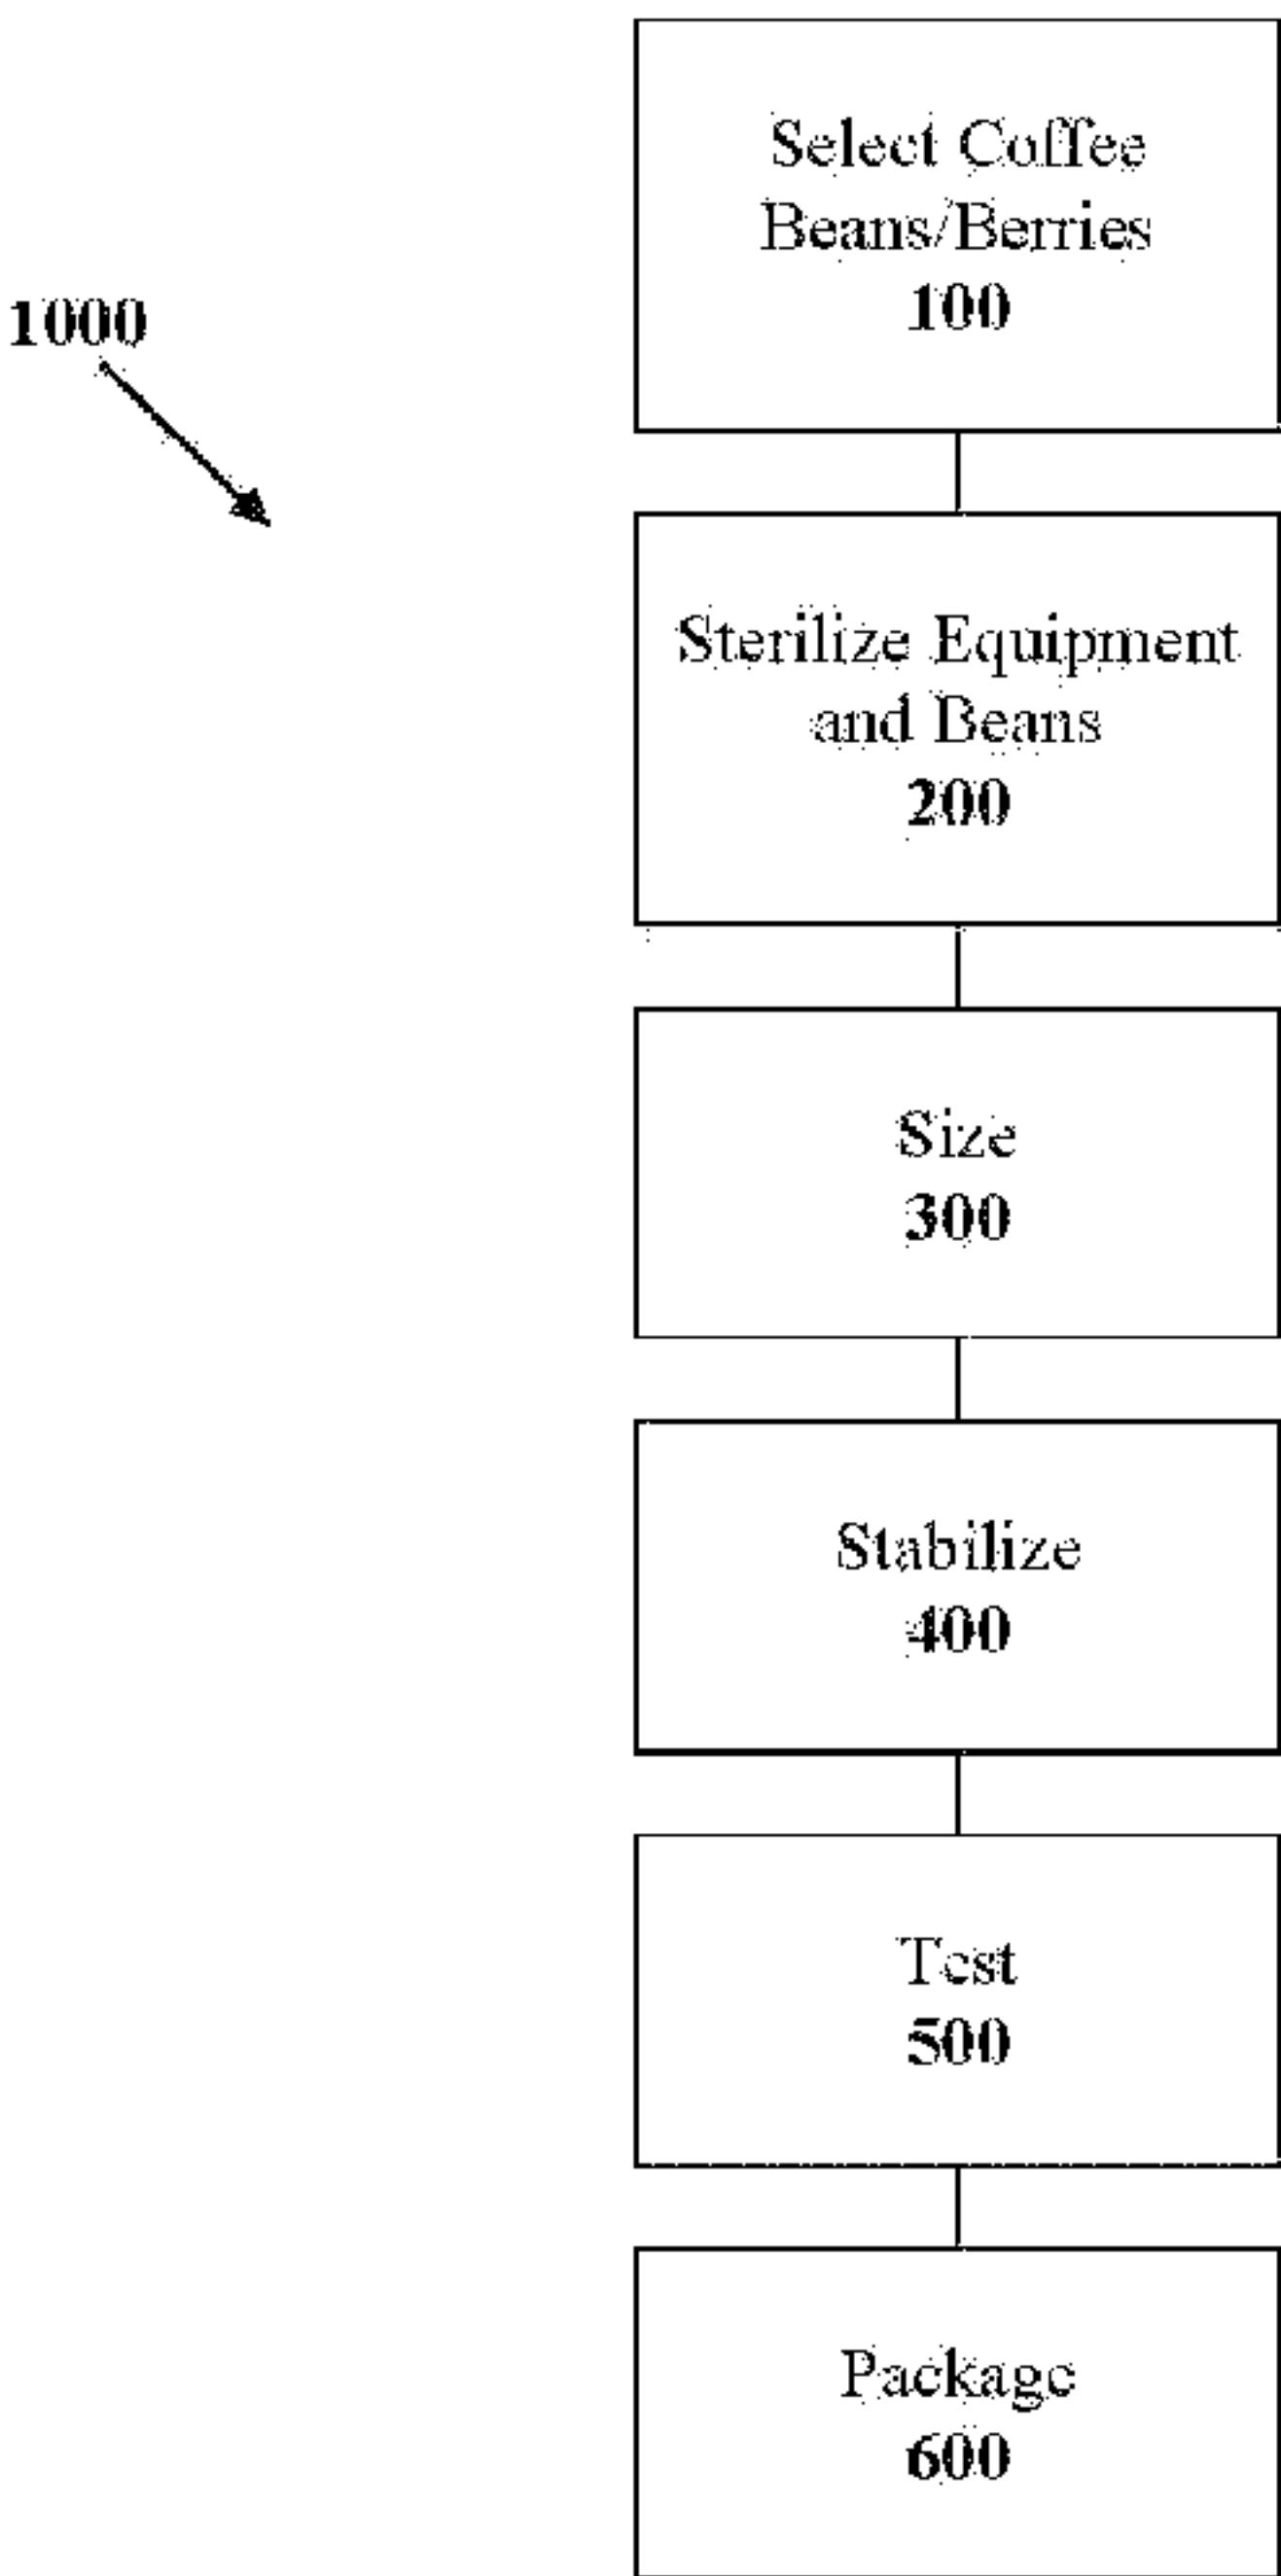 Select Coffee
Beans/Berries
100
1000
Sterilize Equipment
and Beans
200
Size
300
Stabilize
400
Test
500
Package
600